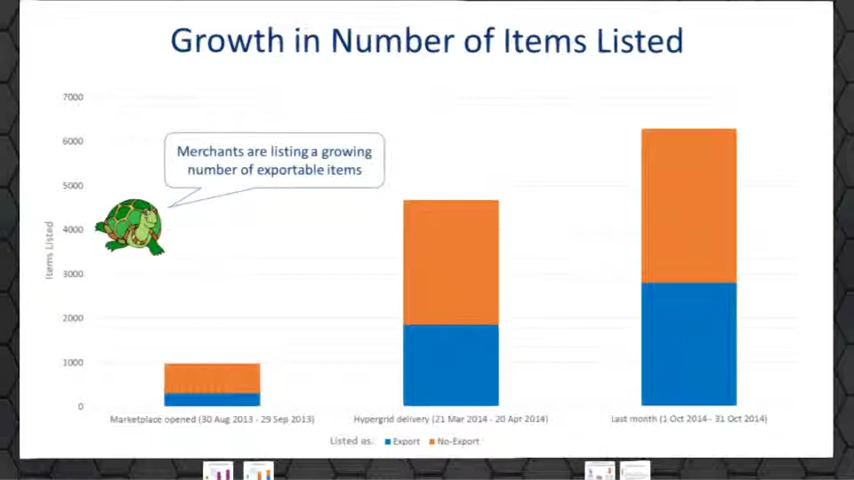 Growth in Number of Items Listed
7000
6000
5000
4000
3000
2000
1000
0
Items Listed
Merchants are listing a growing
number of exportable items
Marketplace opened (30 Aug 2013 - 29 Sep 2013)
Hypergrid delivery (21 Mar 2014 - 20 Apr 2014)
Last month (1 Oct 2014 - 31 Oct 2014)
Listed as: Export No-Export